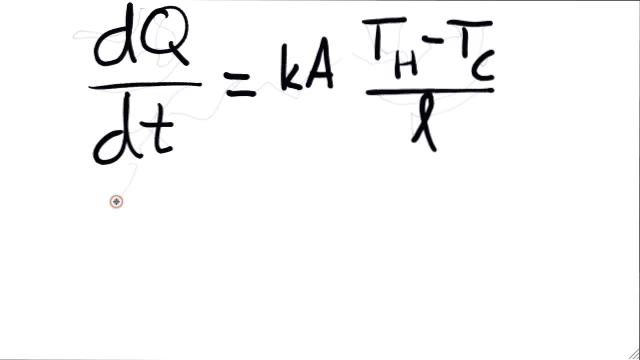 dQ/dt = kA (T_H - T_C)/l